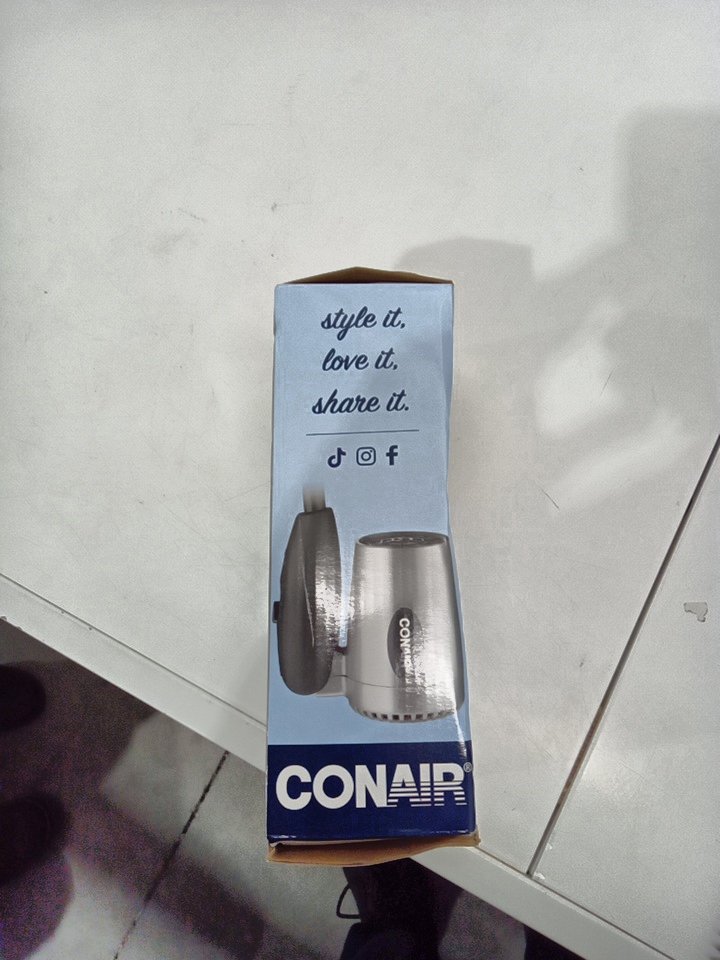 style it,
love it,
share it.
CONAIR
CONAIR®